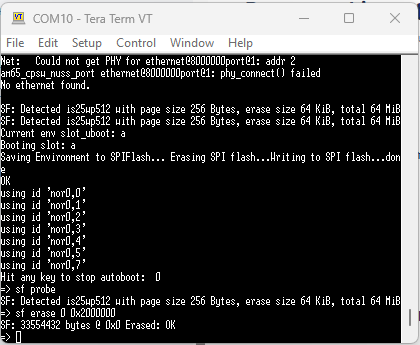 COM10 - Tera Term VT
File Edit Setup Control Window Help
Net:   Could not get PHY for ethernet@8000000port@1: addr 2
am65_cpsw_nuss_port ethernet@8000000port@1: phy_connect() failed
No ethernet found.
SF: Detected is25wp512 with page size 256 Bytes, erase size 64 KiB, total 64 MiB
SF: Detected is25wp512 with page size 256 Bytes, erase size 64 KiB, total 64 MiB
Current env slot_uboot: a
Booting slot: a
Saving Environment to SPIFlash... Erasing SPI flash...Writing to SPI flash...don
e
OK
using id 'nor0,0'
using id 'nor0,1'
using id 'nor0,2'
using id 'nor0,3'
using id 'nor0,4'
using id 'nor0,5'
using id 'nor0,7'
Hit any key to stop autoboot:  0
=> sf probe
SF: Detected is25wp512 with page size 256 Bytes, erase size 64 KiB, total 64 MiB
=> sf erase 0 0x2000000
SF: 33554432 bytes @ 0x0 Erased: OK
=>